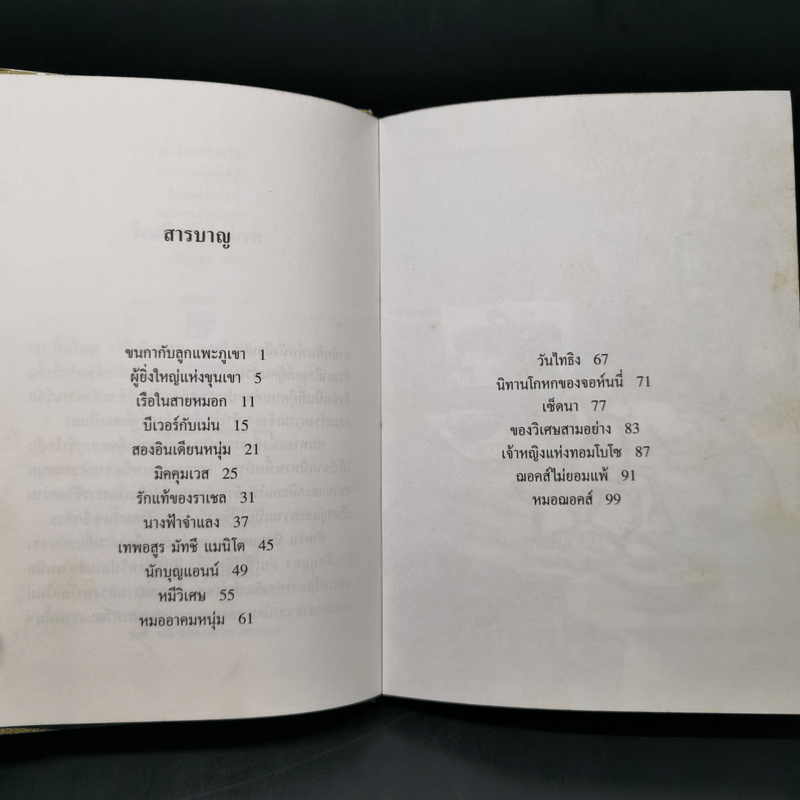 สารบาญ
ขนกากับลูกแพะภูเขา 1
ผู้ยิ่งใหญ่แห่งขุนเขา 5
เรือในสายหมอก 11
บีเวอร์กับเม่น 15
สองอินเดียนหนุ่ม 21
มิคคุมเวส 25
รักแท้ของราเชล 31
นางฟ้าจำแลง 37
เทพอสูร มัทชี แมนิโต 45
นักบุญแอนน์ 49
หมีวิเศษ 55
หมออาคมหนุ่ม 61
วันไทธิง 67
นิทานโกหกของจอห์นนี่ 71
เซ็ดนา 77
ของวิเศษสามอย่าง 83
เจ้าหญิงแห่งทอมโบโซ 87
ฌอคส์ไม่ยอมแพ้ 91
หมอฌอคส์ 99